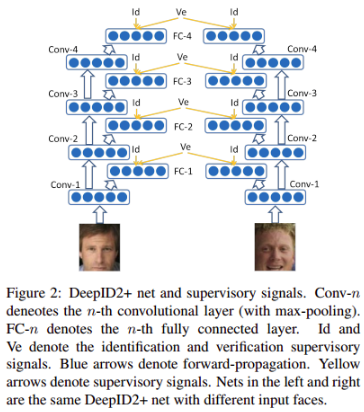 Id Ve Id
FC-4
Conv-4 Conv-4
Id Ve Id
FC-3
Conv-3 Conv-3
Id Ve Id
FC-2
Conv-2 Conv-2
Id Ve Id
FC-1
Conv-1 Conv-1
Figure 2: DeepID2+ net and supervisory signals. Conv-n
deneotes the n-th convolutional layer (with max-pooling).
FC-n denotes the n-th fully connected layer. Id and
Ve denote the identification and verification supervisory
signals. Blue arrows denote forward-propagation. Yellow
arrows denote supervisory signals. Nets in the left and right
are the same DeepID2+ net with different input faces.